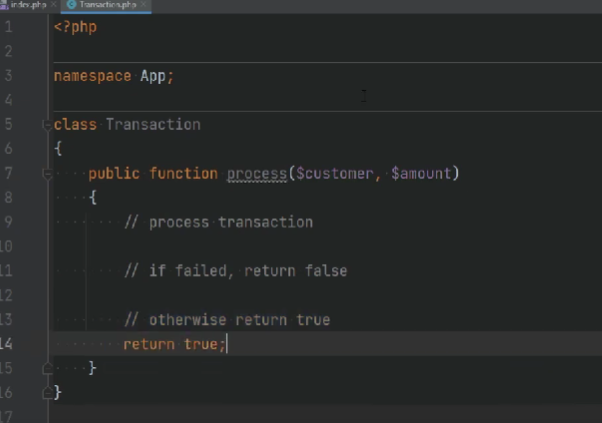 index.php Transaction.php
1 <?php
2
3 namespace App;
4
5 class Transaction
6 {
7 public function process($customer, $amount)
8 {
9 // process transaction
10
11 // if failed, return false
12
13 // otherwise return true
14 return true;
15 }
16 }
17